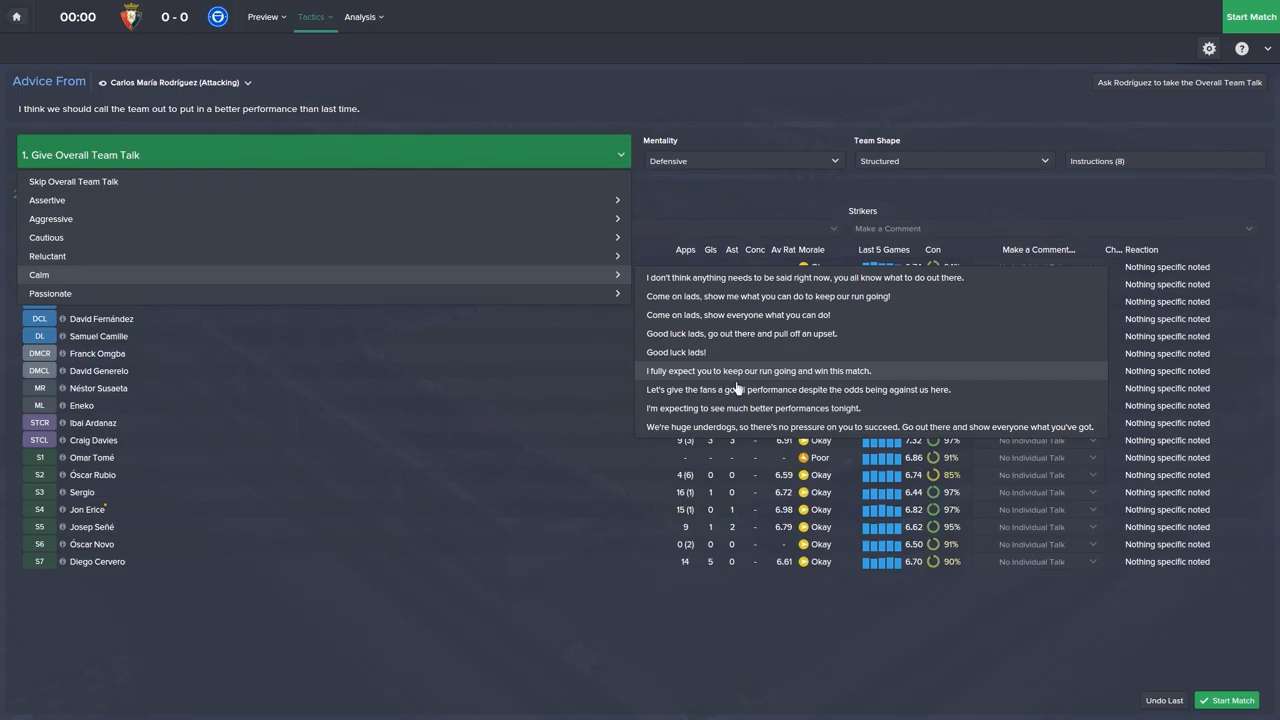 00:00 0 - 0 Preview Tactics Analysis Start Match
Advice From Carlos María Rodríguez (Attacking) Ask Rodríguez to take the Overall Team Talk
I think we should call the team out to put in a better performance than last time.
1. Give Overall Team Talk
Mentality Team Shape
Defensive Structured Instructions (8)
Skip Overall Team Talk
Assertive
Aggressive
Cautious
Reluctant
Calm
Passionate
Strikers
Make a Comment
Apps Gls Ast Conc Av Rat Morale Last 5 Games Con Make a Comment... Ch... Reaction
Nothing specific noted
I don't think anything needs to be said right now, you all know what to do out there.
Come on lads, show me what you can do to keep our run going!
Come on lads, show everyone what you can do!
Good luck lads, go out there and pull off an upset.
Good luck lads!
I fully expect you to keep our run going and win this match.
Let's give the fans a performance despite the odds being against us here.
I'm expecting to see much better performances tonight.
We're huge underdogs, so there's no pressure on you to succeed. Go out there and show everyone what you've got.
Nothing specific noted
Nothing specific noted
DCL David Fernández Nothing specific noted
DL Samuel Camille Nothing specific noted
DMCR Franck Omgba Nothing specific noted
DMCL David Generelo Nothing specific noted
MR Néstor Susaeta Nothing specific noted
ML Eneko Nothing specific noted
STCR Ibai Ardanaz Nothing specific noted
STCL Craig Davies 9 (3) 3 3 - 6.91 Okay 7.32 97% No Individual Talk Nothing specific noted
S1 Omar Tomé - - - - - Poor 6.86 91% No Individual Talk Nothing specific noted
S2 Óscar Rubio 4 (6) 0 0 - 6.59 Okay 6.74 85% No Individual Talk Nothing specific noted
S3 Sergio 16 (1) 1 0 - 6.72 Okay 6.44 97% No Individual Talk Nothing specific noted
S4 Jon Erice 15 (1) 0 1 - 6.98 Okay 6.82 97% No Individual Talk Nothing specific noted
S5 Josep Señé 9 1 2 - 6.79 Okay 6.62 95% No Individual Talk Nothing specific noted
S6 Óscar Novo 0 (2) 0 0 - - Okay 6.50 91% No Individual Talk Nothing specific noted
S7 Diego Cervero 14 5 0 - 6.61 Okay 6.70 90% No Individual Talk Nothing specific noted
Undo Last Start Match